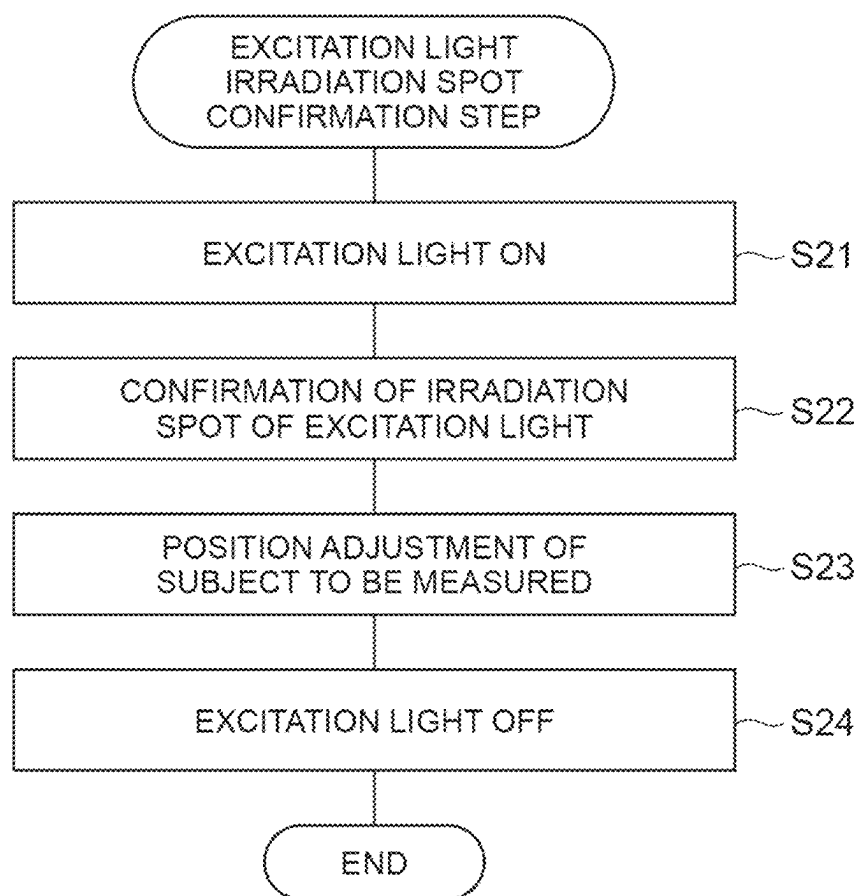 EXCITATION LIGHT
IRRADIATION SPOT
CONFIRMATION STEP
EXCITATION LIGHT ON
S21
CONFIRMATION OF IRRADIATION
SPOT OF EXCITATION LIGHT
S22
POSITION ADJUSTMENT OF
SUBJECT TO BE MEASURED
S23
EXCITATION LIGHT OFF
S24
END